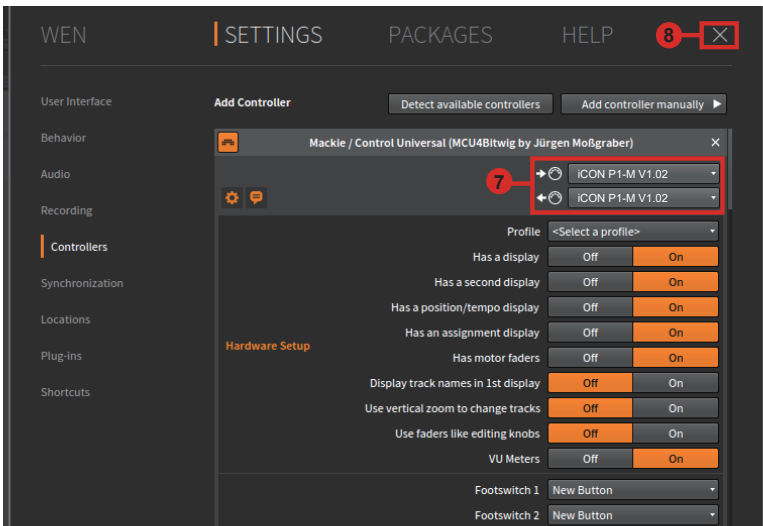 WEN SETTINGS PACKAGES HELP 8
User Interface Add Controller Detect available controllers Add controller manually
Behavior Mackie / Control Universal (MCU4Bitwig by Jürgen Moßgraber)
Audio 7 iCON P1-M V1.02
iCON P1-M V1.02
Recording
Profile <Select a profile>
Controllers Has a display Off On
Synchronization Has a second display Off On
Has a position/tempo display Off On
Locations Has an assignment display Off On
Hardware Setup
Plug-ins Has motor faders Off On
Display track names in 1st display Off On
Shortcuts
Use vertical zoom to change tracks Off On
Use faders like editing knobs Off On
VU Meters Off On
Footswitch 1 New Button
Footswitch 2 New Button